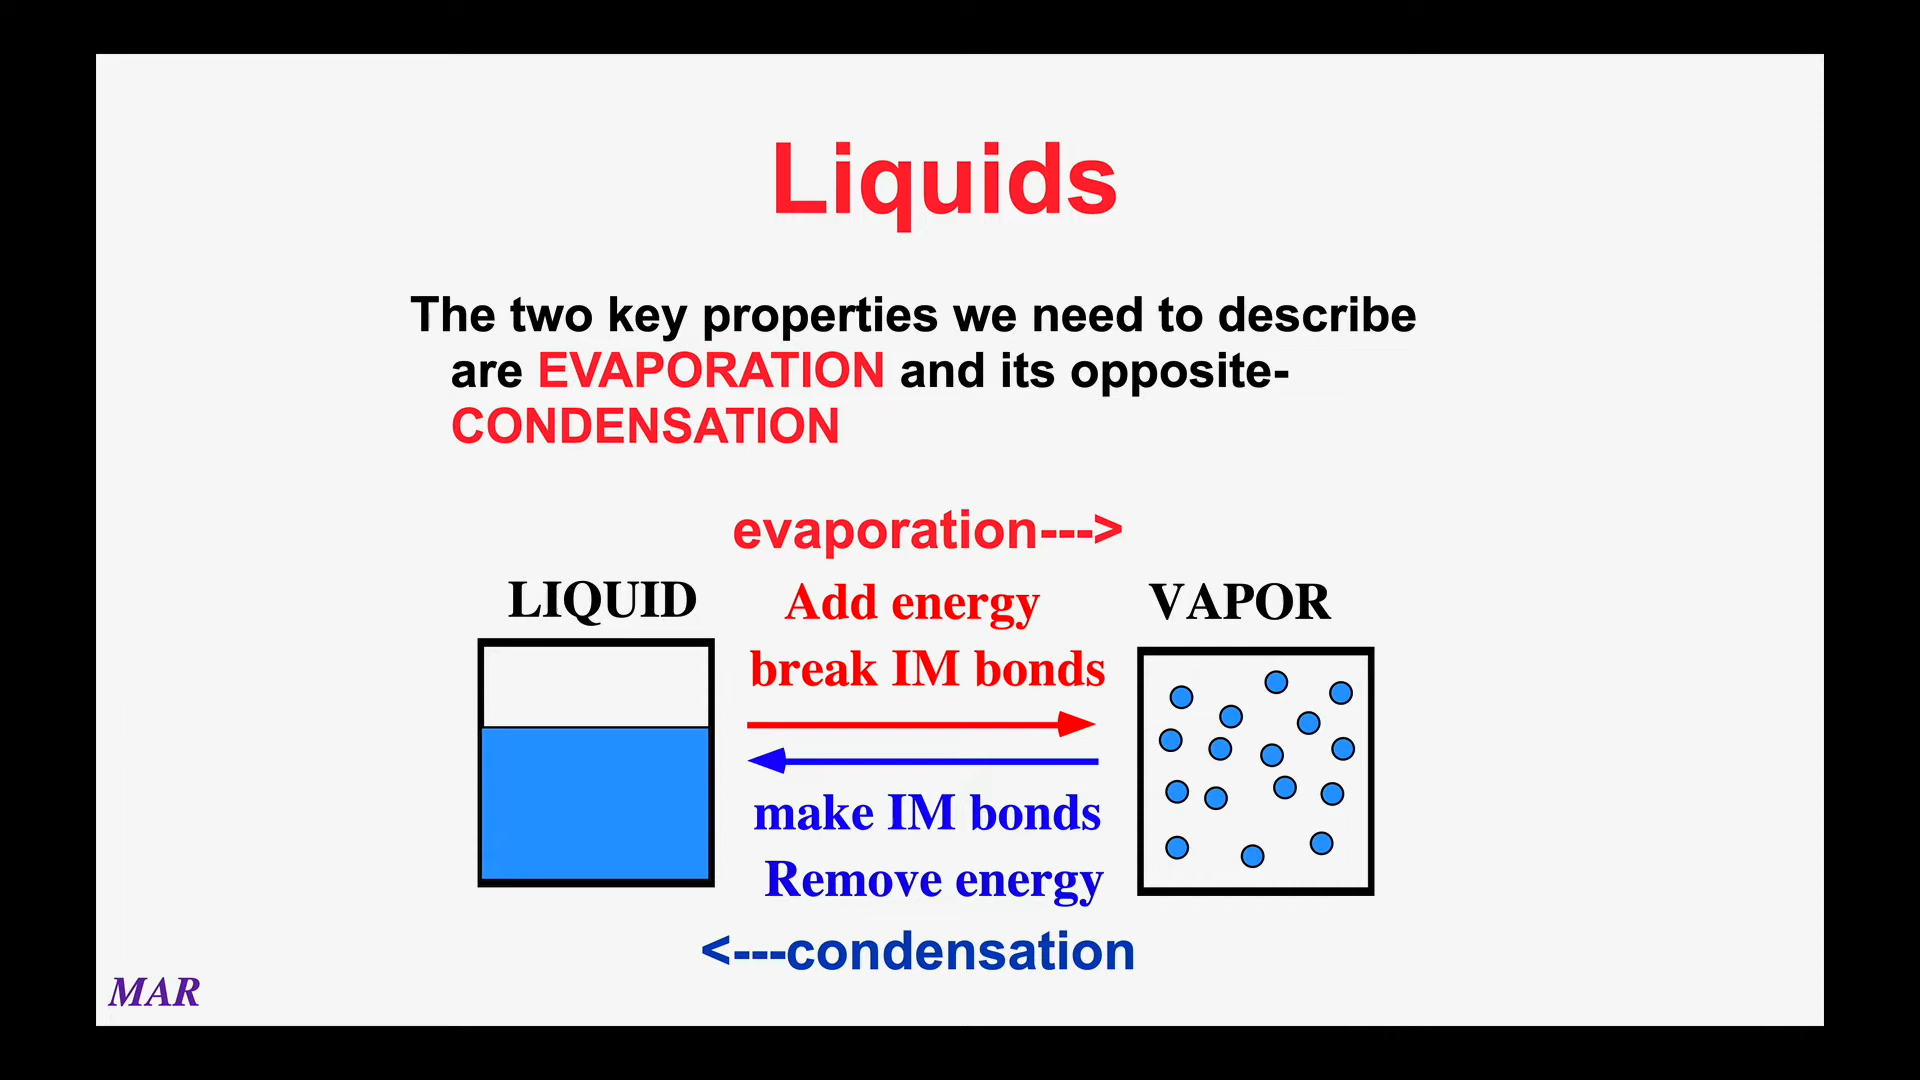 Liquids
The two key properties we need to describe
are EVAPORATION and its opposite-
CONDENSATION
evaporation--->
LIQUID
Add energy
VAPOR
break IM bonds
make IM bonds
Remove energy
<---condensation
MAR